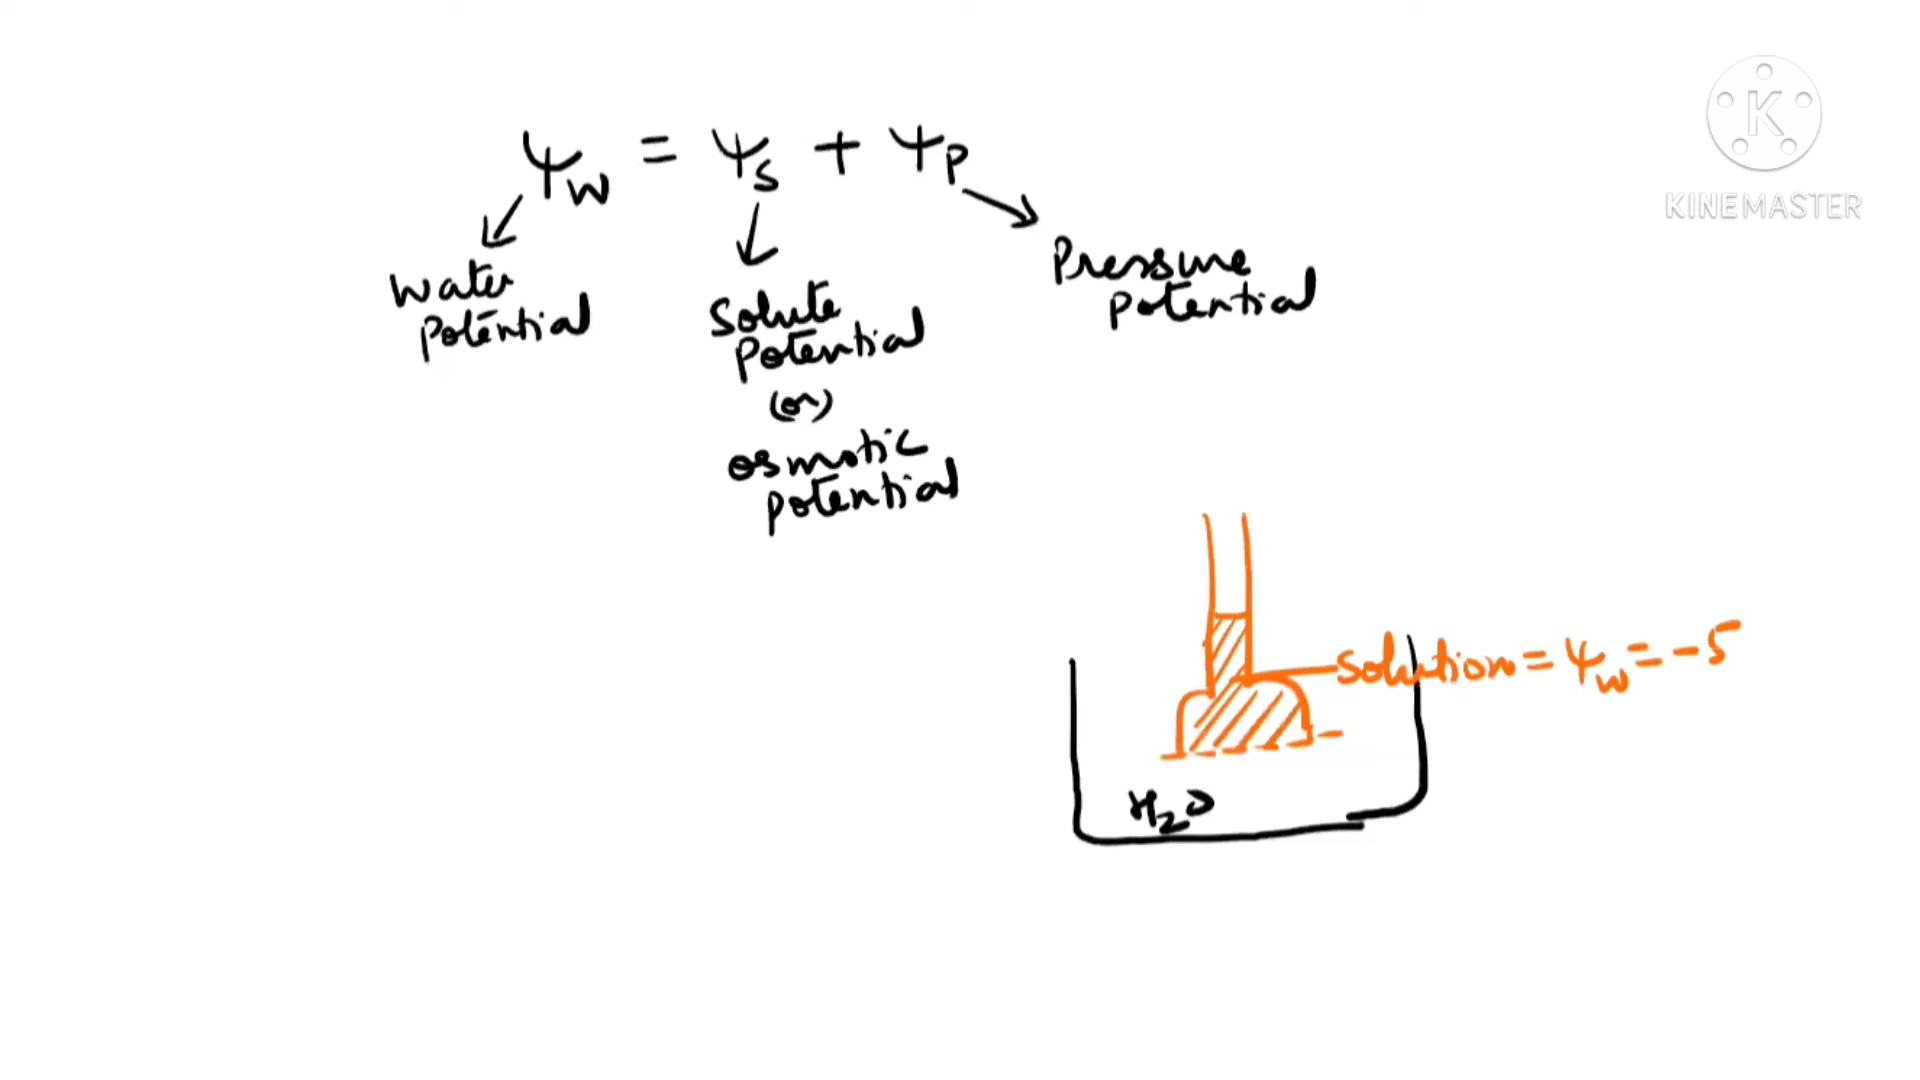 Ψw = Ψs + Ψp
Water
potential
Solute
Potential
(or)
osmotic
potential
Pressure
potential
Solution = Ψw = -5
H2O
K
KINEMASTER